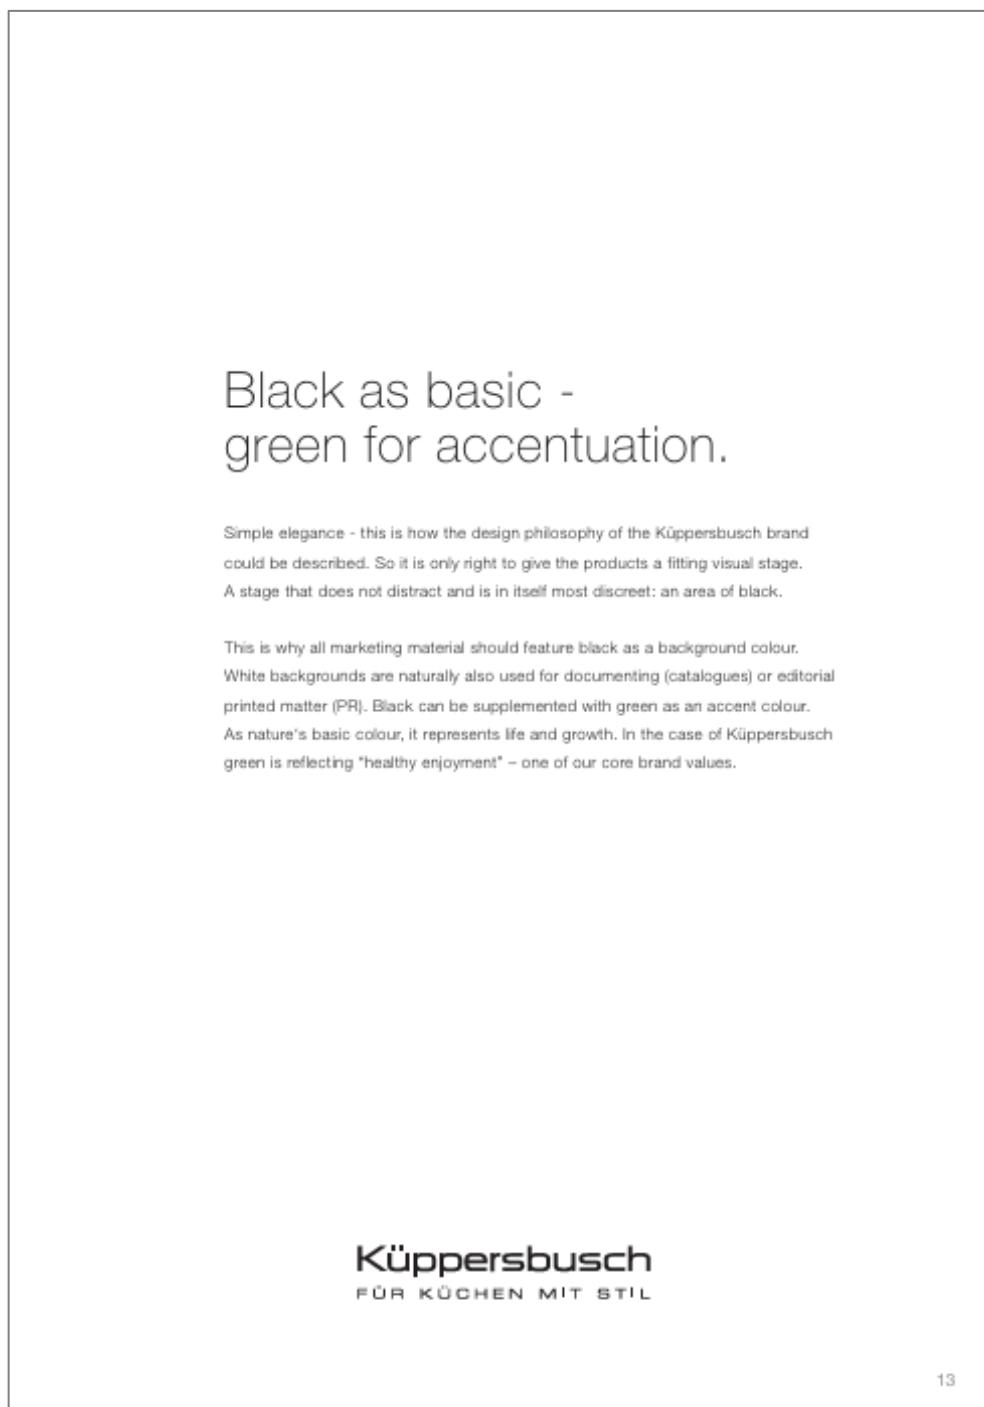 Black as basic -
green for accentuation.
Simple elegance - this is how the design philosophy of the Küppersbusch brand
could be described. So it is only right to give the products a fitting visual stage.
A stage that does not distract and is in itself most discreet: an area of black.
This is why all marketing material should feature black as a background colour.
White backgrounds are naturally also used for documenting (catalogues) or editorial
printed matter (PR). Black can be supplemented with green as an accent colour.
As nature's basic colour, it represents life and growth. In the case of Küppersbusch
green is reflecting "healthy enjoyment" – one of our core brand values.
Küppersbusch
FÜR KÜCHEN MIT STIL
13